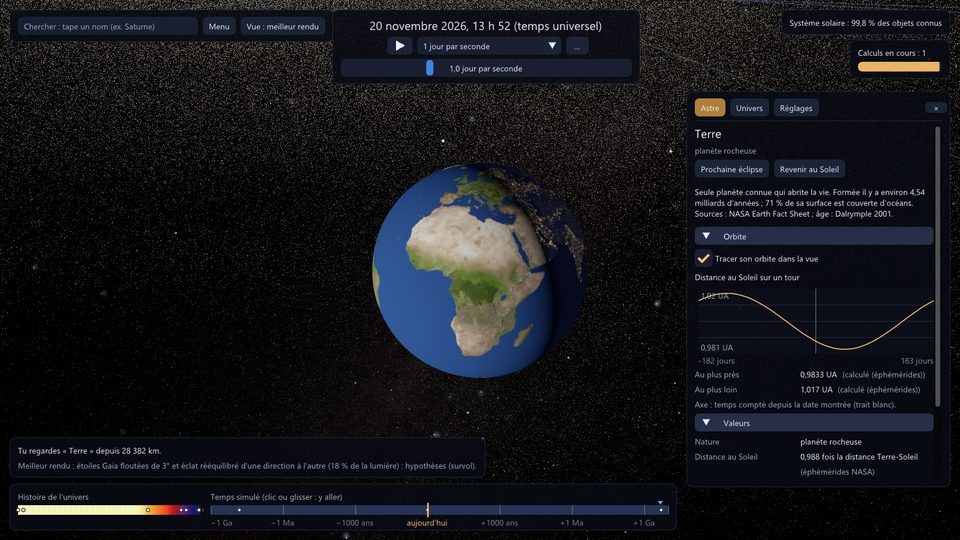 Chercher : tape un nom (ex. Saturne)
Menu
Vue : meilleur rendu
20 novembre 2026, 13 h 52 (temps universel)
1 jour par seconde
...
1,0 jour par seconde
Système solaire : 99,8 % des objets connus
Calculs en cours : 1
Astre
Univers
Réglages
×
Terre
planète rocheuse
Prochaine éclipse
Revenir au Soleil
Seule planète connue qui abrite la vie. Formée il y a environ 4,54
milliards d'années ; 71 % de sa surface est couverte d'océans.
Sources : NASA Earth Fact Sheet ; âge : Dalrymple 2001.
Orbite
Tracer son orbite dans la vue
Distance au Soleil sur un tour
1,02 UA
0,981 UA
-182 jours
183 jours
Au plus près 0,9833 UA (calculé (éphémérides))
Au plus loin 1,017 UA (calculé (éphémérides))
Axe : temps compté depuis la date montrée (trait blanc).
Valeurs
Nature planète rocheuse
Distance au Soleil 0,988 fois la distance Terre-Soleil
(éphémérides NASA)
Tu regardes « Terre » depuis 28 382 km.
Meilleur rendu : étoiles Gaia floutées de 3° et éclat rééquilibré d'une direction à l'autre (18 % de la lumière) : hypothèses (survol).
Histoire de l'univers
Temps simulé (clic ou glisser : y aller)
−1 Ga
−1 Ma
−1000 ans
aujourd'hui
+1000 ans
+1 Ma
+1 Ga